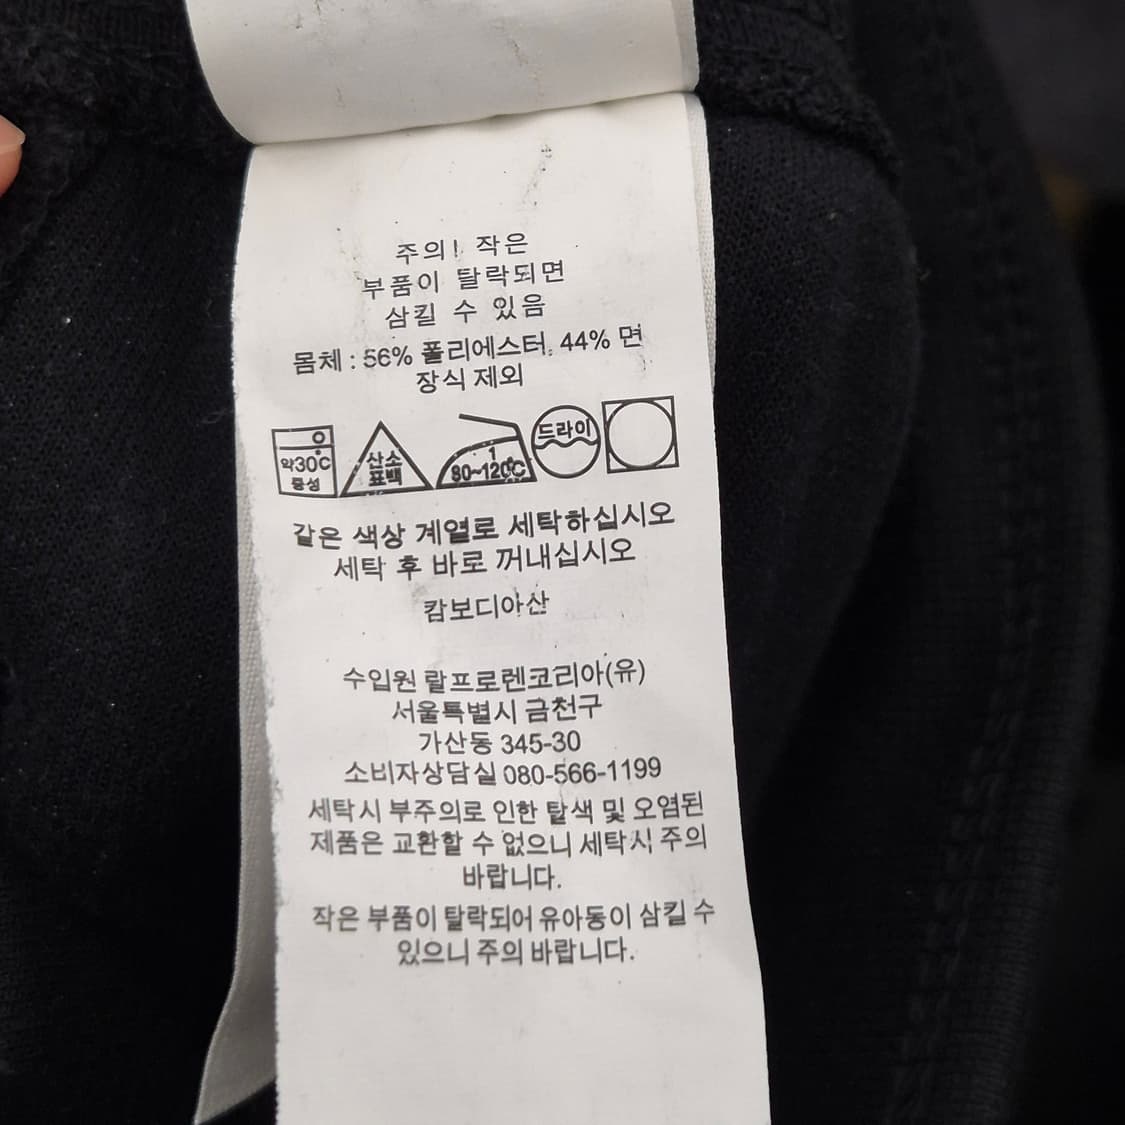 주의! 작은
부품이 탈락되면
삼킬 수 있음
몸체 : 56% 폴리에스터, 44% 면
장식 제외
약30℃
중성
산소
표백
1
80~120℃
드라이
같은 색상 계열로 세탁하십시오
세탁 후 바로 꺼내십시오
캄보디아산
수입원 랄프로렌코리아(유)
서울특별시 금천구
가산동 345-30
소비자상담실 080-566-1199
세탁시 부주의로 인한 탈색 및 오염된
제품은 교환할 수 없으니 세탁시 주의
바랍니다.
작은 부품이 탈락되어 유아동이 삼킬 수
있으니 주의 바랍니다.